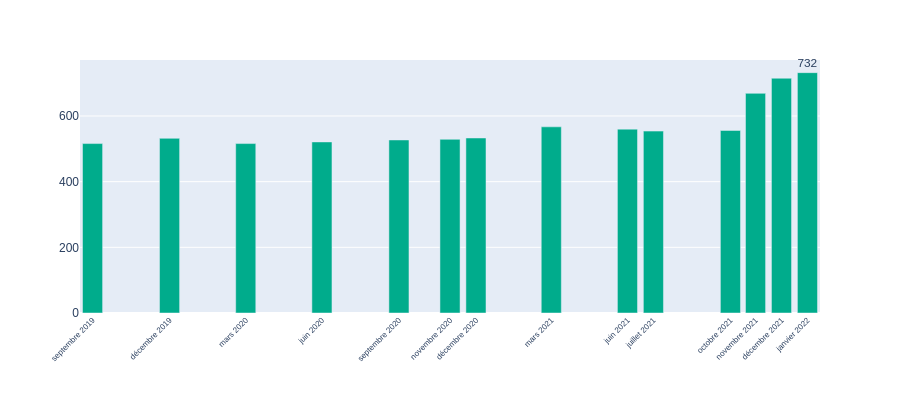 732
600
400
200
0
septembre 2019
décembre 2019
mars 2020
juin 2020
septembre 2020
novembre 2020
décembre 2020
mars 2021
juin 2021
juillet 2021
octobre 2021
novembre 2021
décembre 2021
janvier 2022